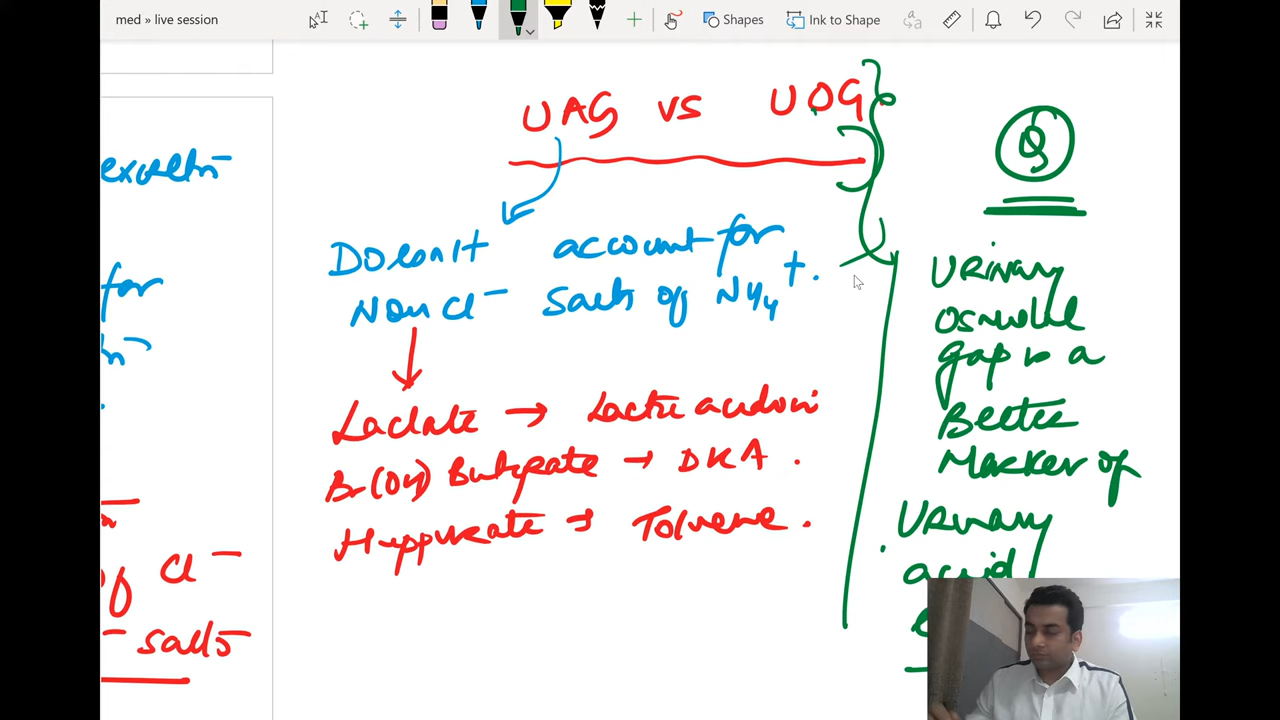 med » live session
Shapes
Ink to Shape
UAG vs UOG
Q
Doesn't account for
Non Cl⁻ salts of NH₄⁺.
Lactate → Lactic acidosis
B-(OH) Butyrate → DKA.
Hippurate → Toluene.
Urinary
Osmolal
gap is a
Better
Marker of
Urinary
acid
for
of Cl⁻
⁻ salts